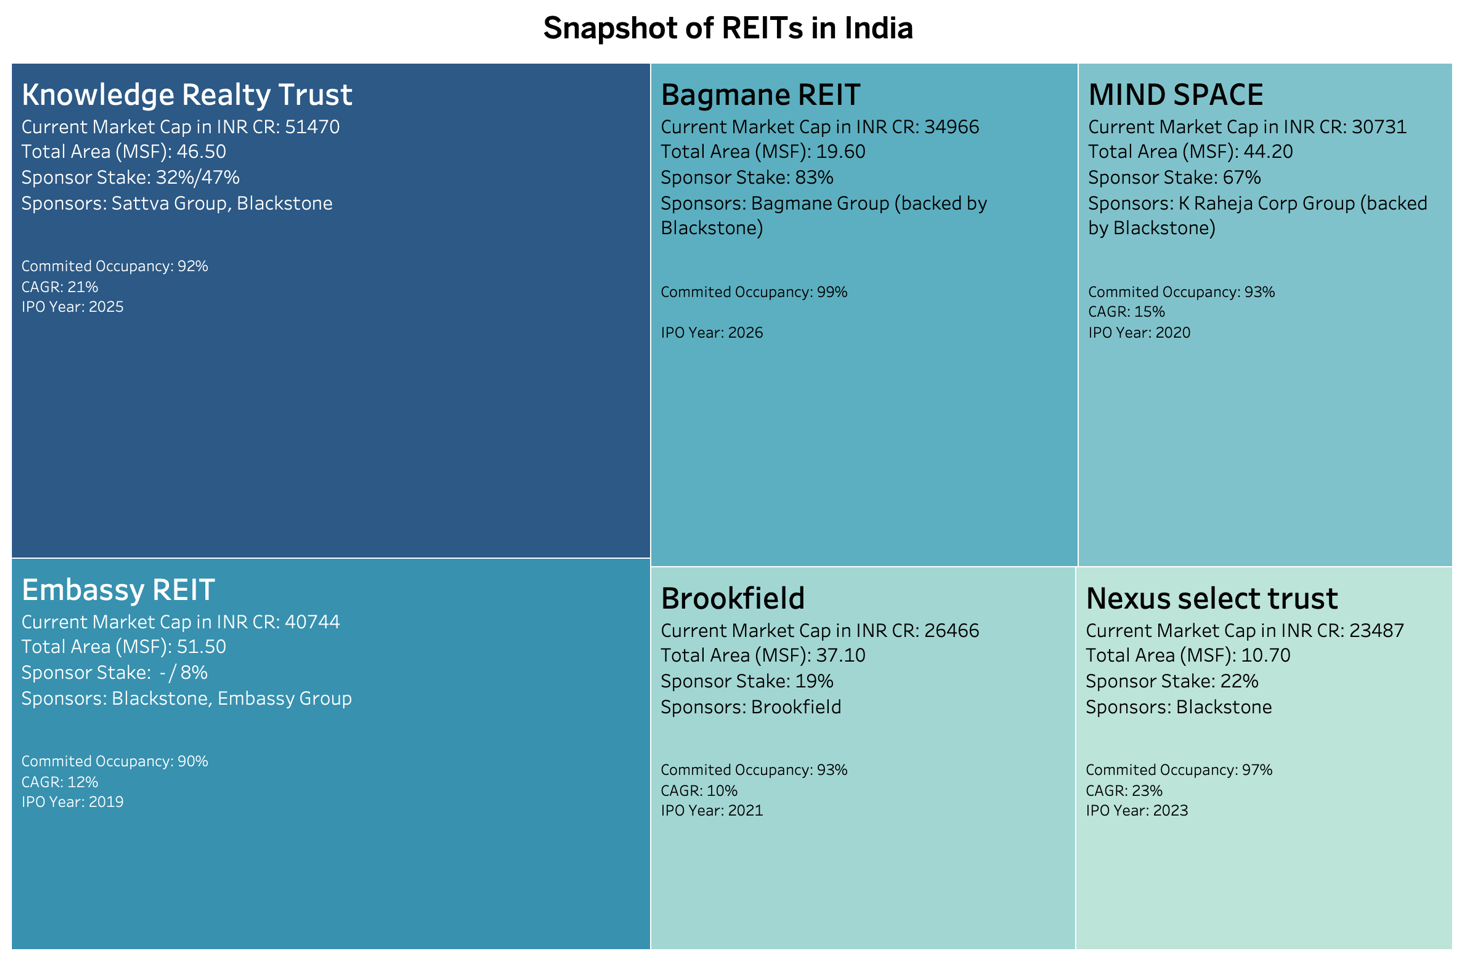 Snapshot of REITs in India
Knowledge Realty Trust
Current Market Cap in INR CR: 51470
Total Area (MSF): 46.50
Sponsor Stake: 32%/47%
Sponsors: Sattva Group, Blackstone
Commited Occupancy: 92%
CAGR: 21%
IPO Year: 2025
Bagmane REIT
Current Market Cap in INR CR: 34966
Total Area (MSF): 19.60
Sponsor Stake: 83%
Sponsors: Bagmane Group (backed by
Blackstone)
Commited Occupancy: 99%
IPO Year: 2026
MIND SPACE
Current Market Cap in INR CR: 30731
Total Area (MSF): 44.20
Sponsor Stake: 67%
Sponsors: K Raheja Corp Group (backed
by Blackstone)
Commited Occupancy: 93%
CAGR: 15%
IPO Year: 2020
Embassy REIT
Current Market Cap in INR CR: 40744
Total Area (MSF): 51.50
Sponsor Stake:  - / 8%
Sponsors: Blackstone, Embassy Group
Commited Occupancy: 90%
CAGR: 12%
IPO Year: 2019
Brookfield
Current Market Cap in INR CR: 26466
Total Area (MSF): 37.10
Sponsor Stake: 19%
Sponsors: Brookfield
Commited Occupancy: 93%
CAGR: 10%
IPO Year: 2021
Nexus select trust
Current Market Cap in INR CR: 23487
Total Area (MSF): 10.70
Sponsor Stake: 22%
Sponsors: Blackstone
Commited Occupancy: 97%
CAGR: 23%
IPO Year: 2023